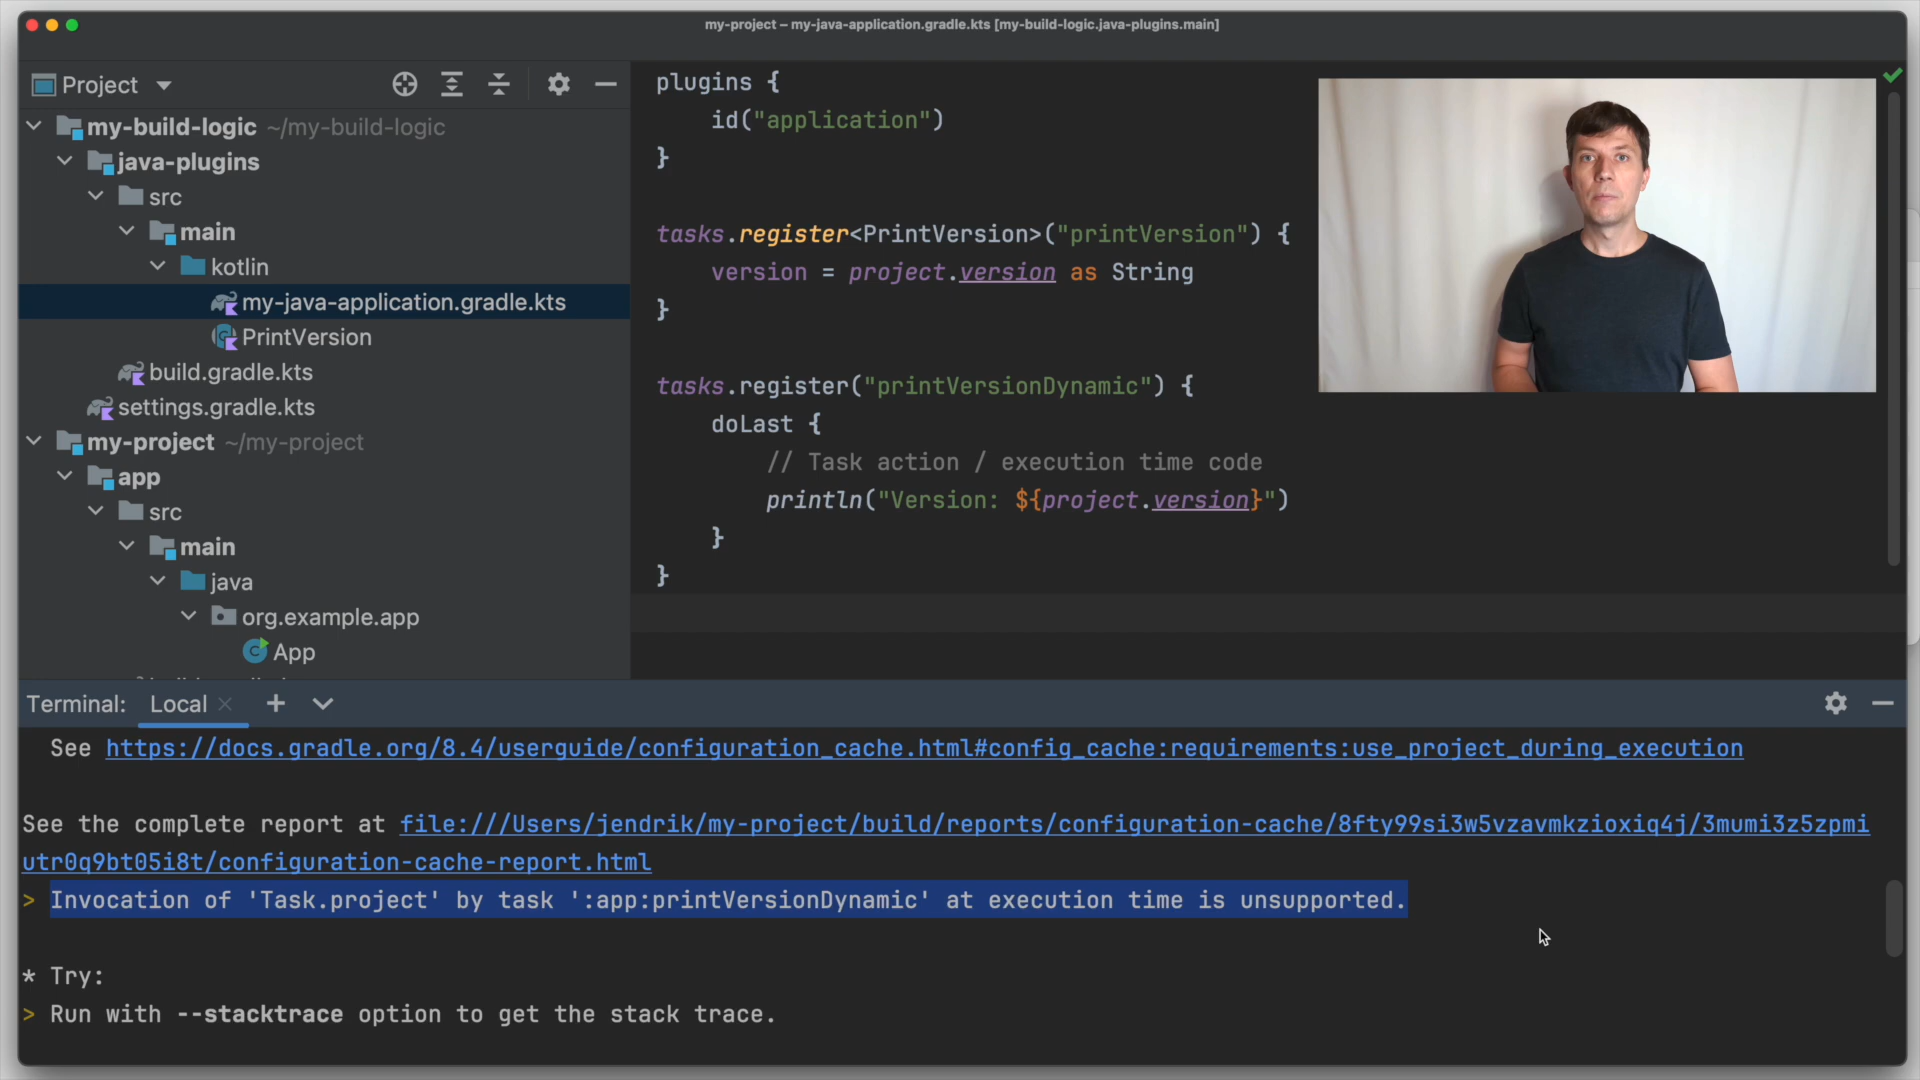 my-project – my-java-application.gradle.kts [my-build-logic.java-plugins.main]
Project
my-build-logic ~/my-build-logic
java-plugins
src
main
kotlin
my-java-application.gradle.kts
PrintVersion
build.gradle.kts
settings.gradle.kts
my-project ~/my-project
app
src
main
java
org.example.app
App
plugins {
id("application")
}
tasks.register<PrintVersion>("printVersion") {
version = project.version as String
}
tasks.register("printVersionDynamic") {
doLast {
// Task action / execution time code
println("Version: ${project.version}")
}
}
Terminal: Local
See https://docs.gradle.org/8.4/userguide/configuration_cache.html#config_cache:requirements:use_project_during_execution
See the complete report at file:///Users/jendrik/my-project/build/reports/configuration-cache/8fty99si3w5vzavmkzioxiq4j/3mumi3z5zpmi
utr0q9bt05i8t/configuration-cache-report.html
> Invocation of 'Task.project' by task ':app:printVersionDynamic' at execution time is unsupported.
* Try:
> Run with --stacktrace option to get the stack trace.